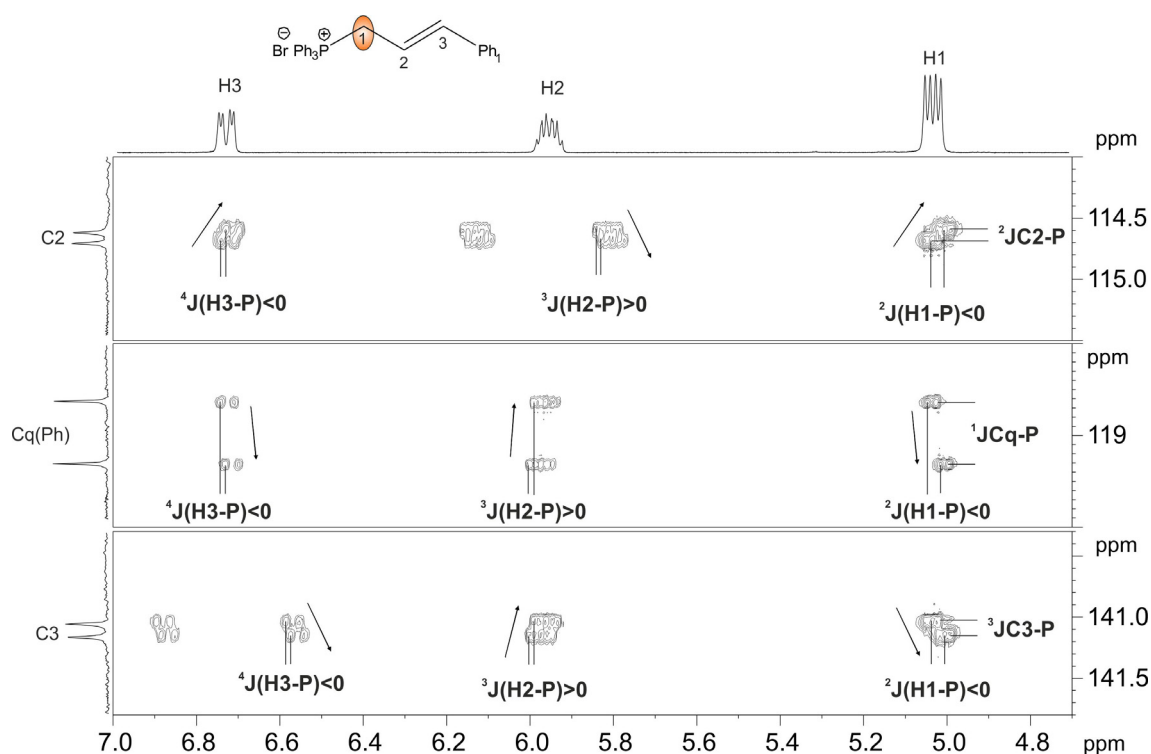 ⊖ ⊕
Br Ph₃P 1 2 3 Ph₁
H3 H2 H1
ppm
C2
114.5
115.0
²JC2-P
⁴J(H3-P)<0 ³J(H2-P)>0 ²J(H1-P)<0
ppm
Cq(Ph)
119
¹JCq-P
⁴J(H3-P)<0 ³J(H2-P)>0 ²J(H1-P)<0
ppm
C3
141.0
141.5
³JC3-P
⁴J(H3-P)<0 ³J(H2-P)>0 ²J(H1-P)<0
7.0 6.8 6.6 6.4 6.2 6.0 5.8 5.6 5.4 5.2 5.0 ppm